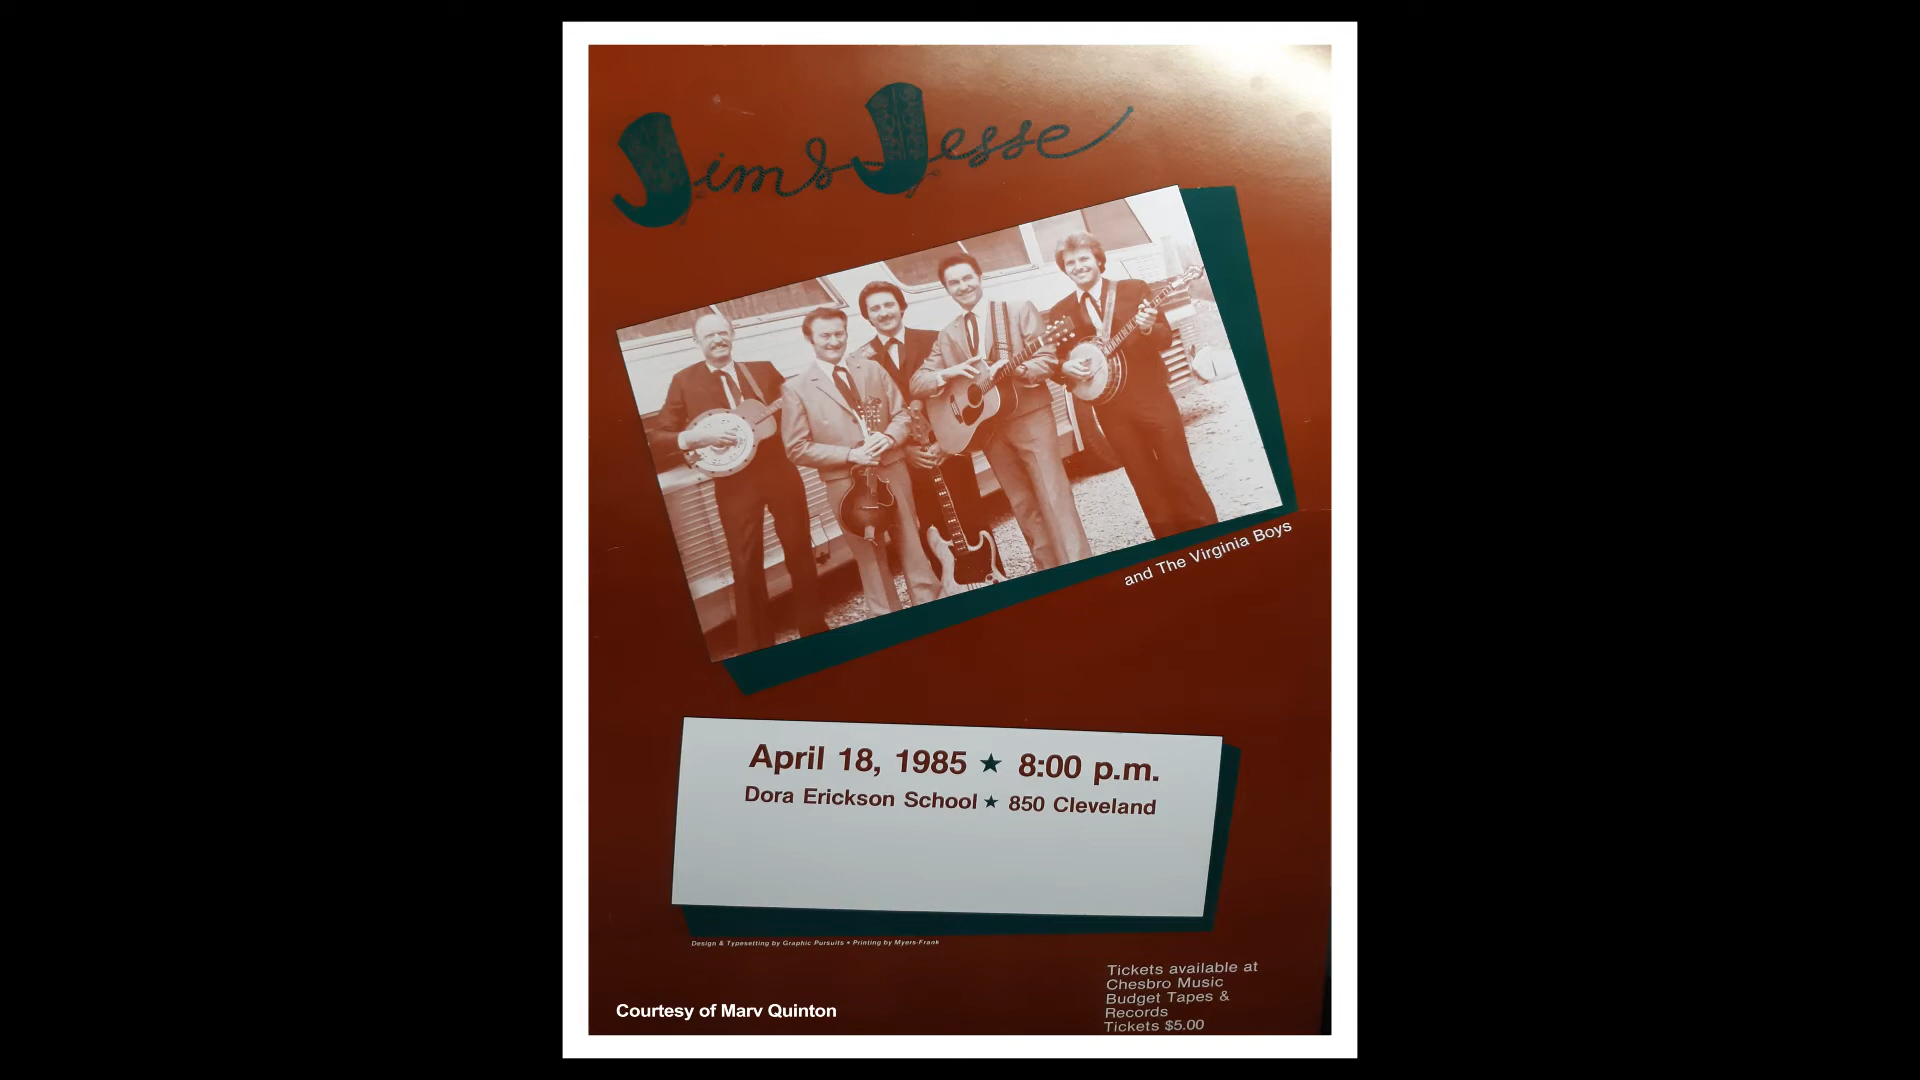 Jim & Jesse
and The Virginia Boys
April 18, 1985 ★ 8:00 p.m.
Dora Erickson School ★ 850 Cleveland
Design & Typesetting by Graphic Pursuits • Printing by Myers-Frank
Tickets available at
Chesbro Music
Budget Tapes &
Records
Tickets $5.00
Courtesy of Marv Quinton